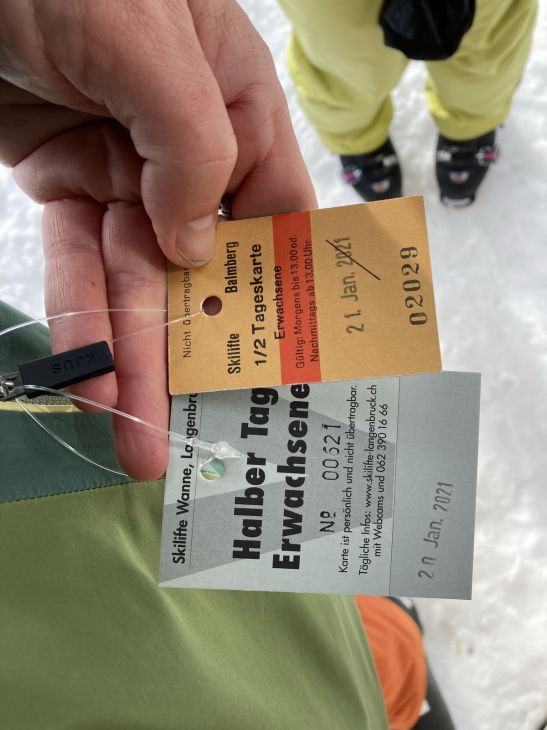 Nicht übertragbar
Skilifte Balmberg
1/2 Tageskarte
Erwachsene
Gültig: Morgens bis 13.00 od.
Nachmittags ab 13.00 Uhr
21. Jan. 2021
02029
KJUS
Skilifte Wanne,
Halber Tag
Erwachsene
Nº 00521
Karte ist persönlich und nicht übertragbar.
Tägliche Infos: www.skilifte-langenbruck.ch
mit Webcams und 062 390 16 66
20 Jan. 2021